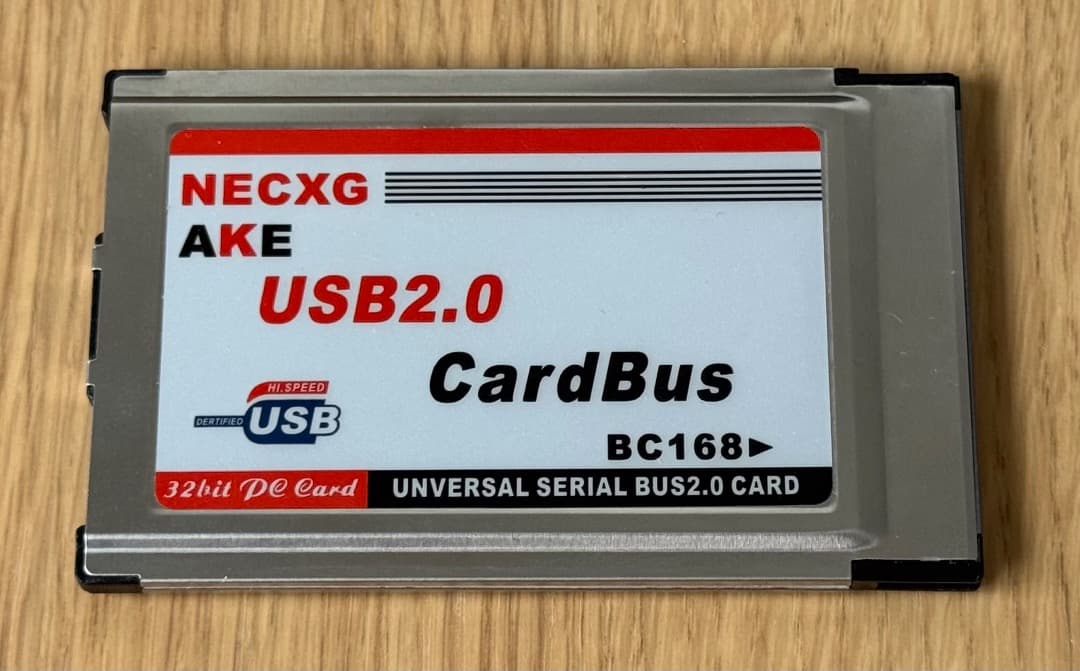 NECXG
AKE
USB2.0
CardBus
HI.SPEED
DERTIFIED USB
BC168►
32bit PC Card
UNVERSAL SERIAL BUS2.0 CARD